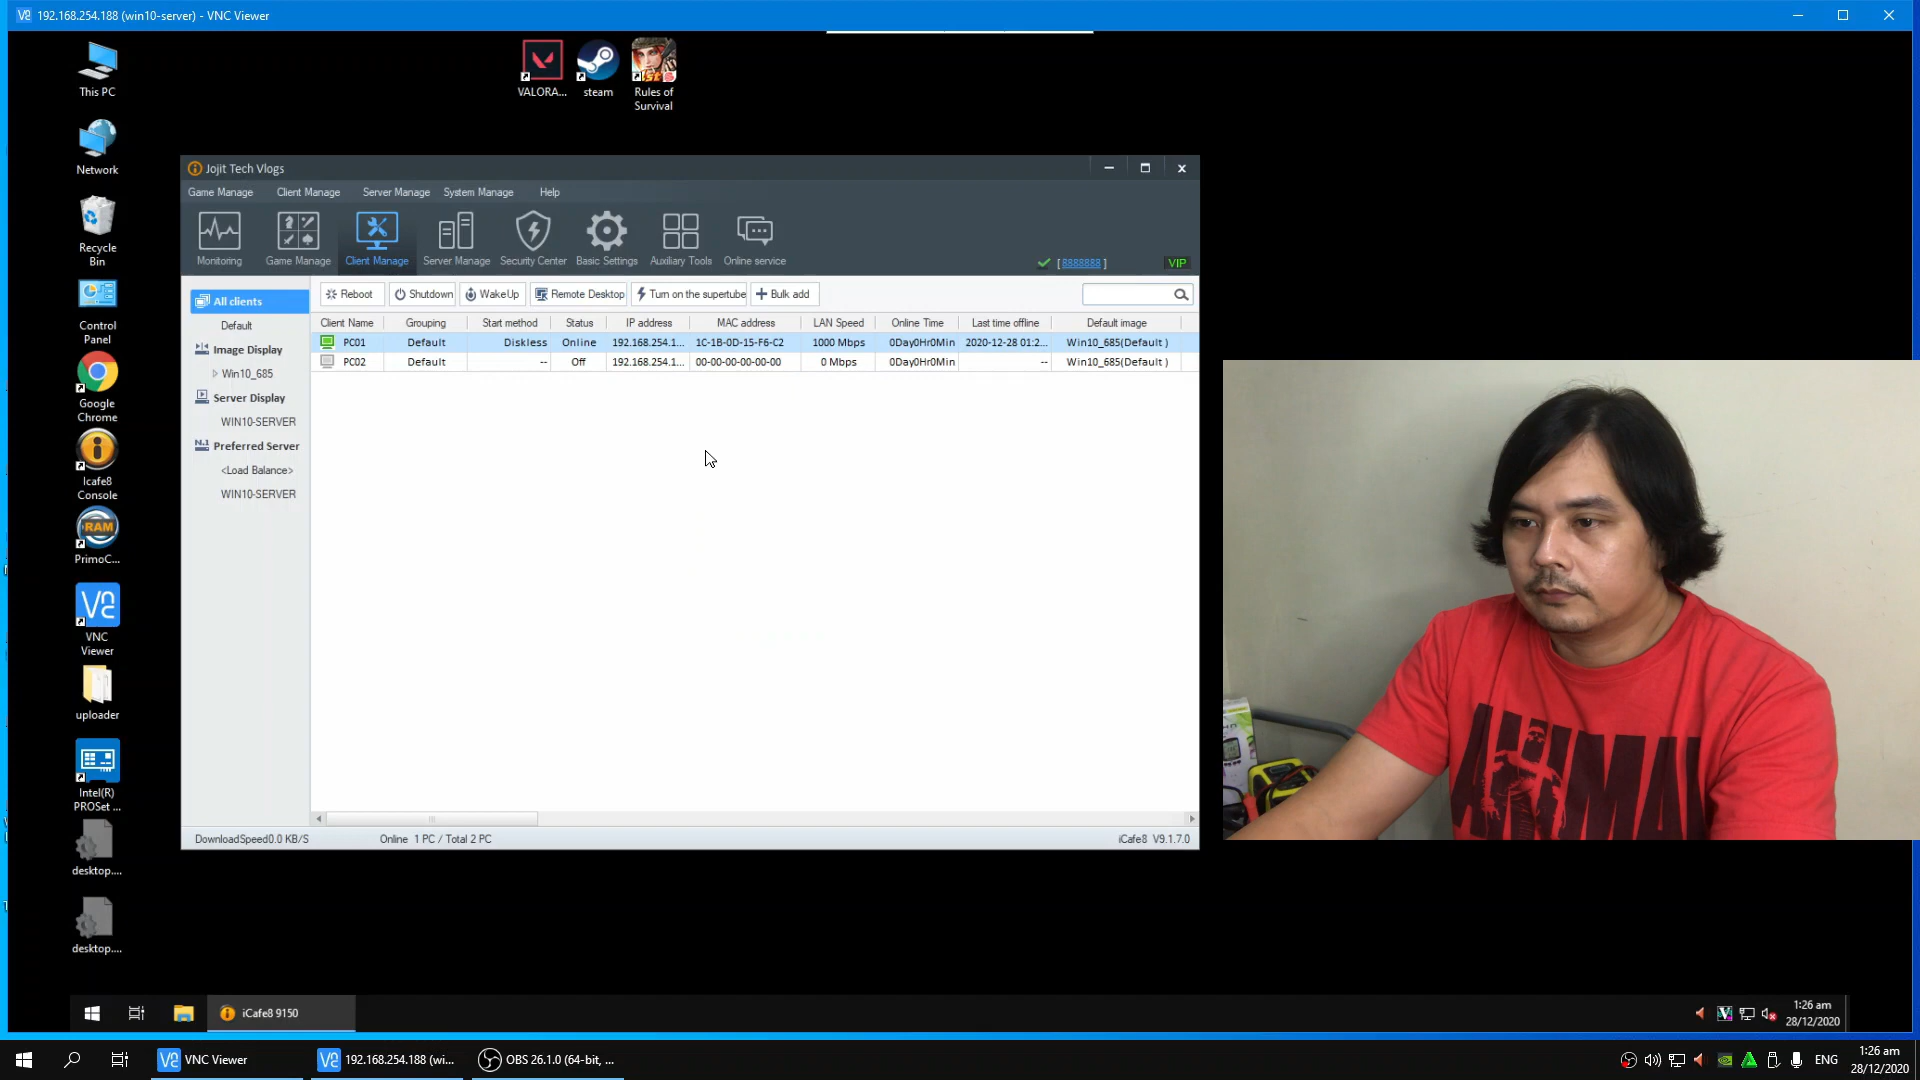 192.168.254.188 (win10-server) - VNC Viewer
This PC
Network
Recycle
Bin
Control
Panel
Google
Chrome
Icafe8
Console
RAM
PrimoC...
VNC
Viewer
uploader
Intel(R)
PROSet ...
desktop....
desktop....
VALORA...
steam
Rules of
Survival
Jojit Tech Vlogs
Game Manage Client Manage Server Manage System Manage Help
Monitoring Game Manage Client Manage Server Manage Security Center Basic Settings Auxiliary Tools Online service
[8888888] VIP
All clients
Default
Image Display
Win10_685
Server Display
WIN10-SERVER
Preferred Server
<Load Balance>
WIN10-SERVER
Reboot Shutdown WakeUp Remote Desktop Turn on the supertube Bulk add
Client Name Grouping Start method Status IP address MAC address LAN Speed Online Time Last time offline Default image
PC01 Default Diskless Online 192.168.254.1... 1C-1B-0D-15-F6-C2 1000 Mbps 0Day0Hr0Min 2020-12-28 01:2... Win10_685(Default )
PC02 Default -- Off 192.168.254.1... 00-00-00-00-00-00 0 Mbps 0Day0Hr0Min -- Win10_685(Default )
DownloadSpeed0.0 KB/S Online 1 PC / Total 2 PC iCafe8 V9.1.7.0
ANIMAL
iCafe8 9150
1:26 am
28/12/2020
VNC Viewer 192.168.254.188 (wi... OBS 26.1.0 (64-bit, ...
ENG
1:26 am
28/12/2020